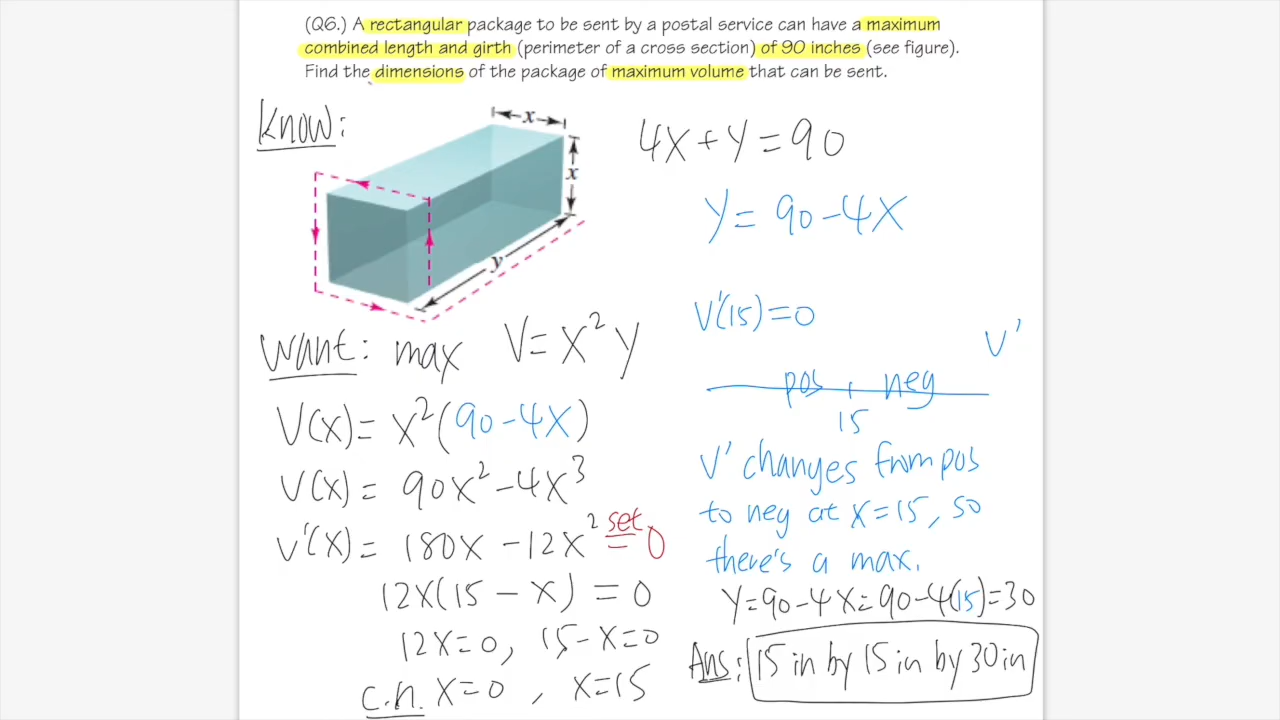 (Q6.) A rectangular package to be sent by a postal service can have a maximum
combined length and girth (perimeter of a cross section) of 90 inches (see figure).
Find the dimensions of the package of maximum volume that can be sent.
Know:
x
x
y
4x+y=90
y=90-4x
Want: max V=x²y
V(x)=x²(90-4x)
V(x)=90x²-4x³
V'(x)=180x-12x² set = 0
12x(15-x)=0
12x=0, 15-x=0
c.n. x=0, x=15
V'(15)=0
V'
pos neg
15
V' changes from pos
to neg at x=15, so
there's a max.
y=90-4x=90-4(15)=30
Ans: 15 in by 15 in by 30 in